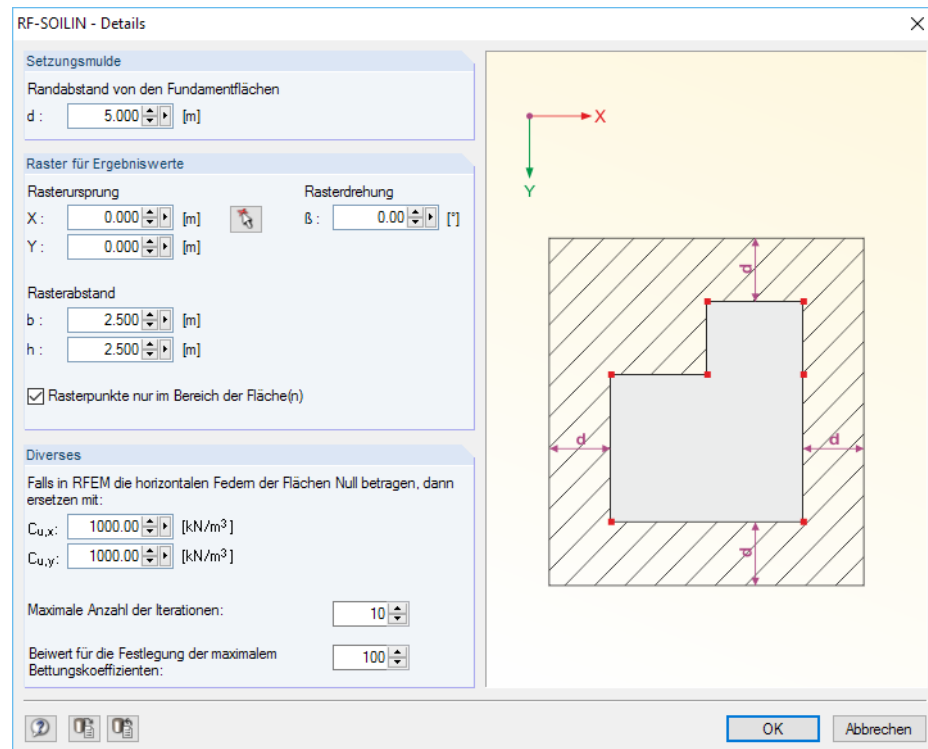 RF-SOILIN - Details
Setzungsmulde
Randabstand von den Fundamentflächen
d : 5.000 [m]
Raster für Ergebniswerte
Rasterursprung Rasterdrehung
X : 0.000 [m] ß : 0.00 [°]
Y : 0.000 [m]
Rasterabstand
b : 2.500 [m]
h : 2.500 [m]
Rasterpunkte nur im Bereich der Fläche(n)
Diverses
Falls in RFEM die horizontalen Federn der Flächen Null betragen, dann
ersetzen mit:
Cu,x: 1000.00 [kN/m³]
Cu,y: 1000.00 [kN/m³]
Maximale Anzahl der Iterationen: 10
Beiwert für die Festlegung der maximalem
Bettungskoeffizienten: 100
X
Y
d
d
d
d
OK Abbrechen